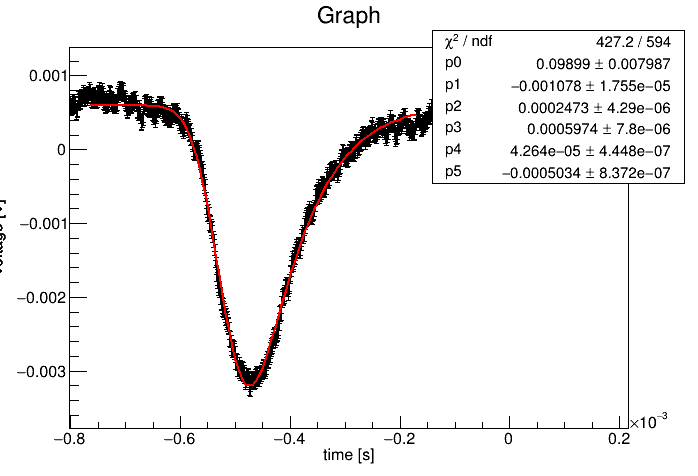 Graph
χ² / ndf 427.2 / 594
p0 0.09899 ± 0.007987
p1 −0.001078 ± 1.755e−05
p2 0.0002473 ± 4.29e−06
p3 0.0005974 ± 7.8e−06
p4 4.264e−05 ± 4.448e−07
p5 −0.0005034 ± 8.372e−07
0.001
0
−0.001
−0.002
−0.003
−0.8 −0.6 −0.4 −0.2 0 0.2
×10⁻³
time [s]